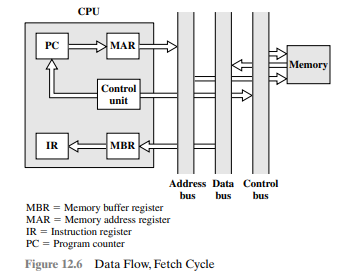 CPU
PC
MAR
Memory
Control
unit
IR
MBR
Address Data Control
bus bus bus
MBR = Memory buffer register
MAR = Memory address register
IR = Instruction register
PC = Program counter
Figure 12.6 Data Flow, Fetch Cycle